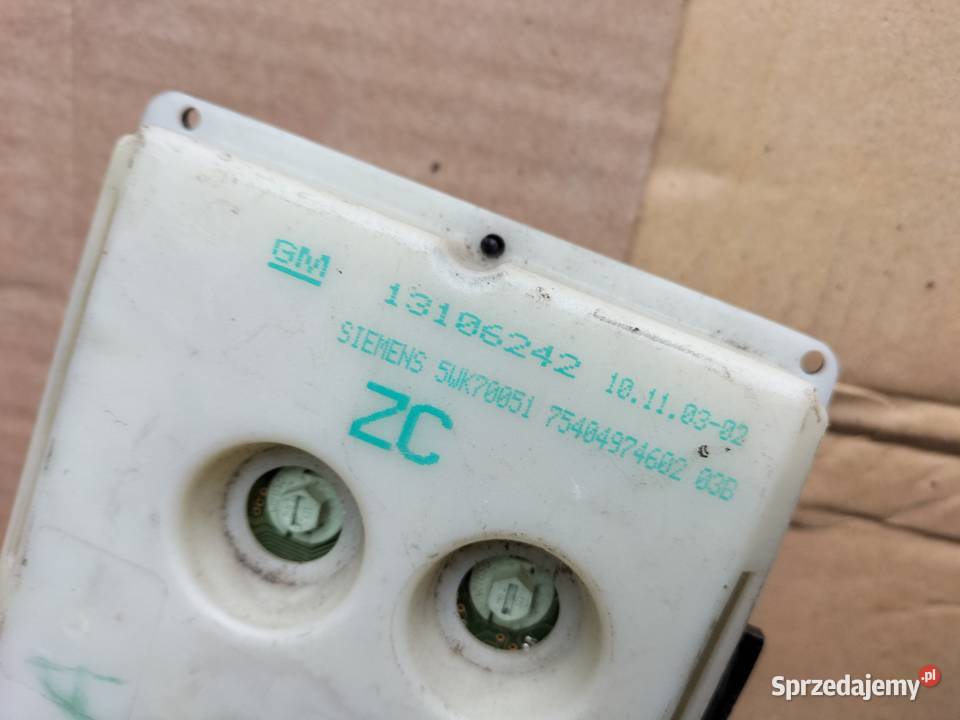 GM
13106242 10.11.03-02
SIEMENS 5WK70051 75404974602 03B
ZC
A
Sprzedajemy.pl